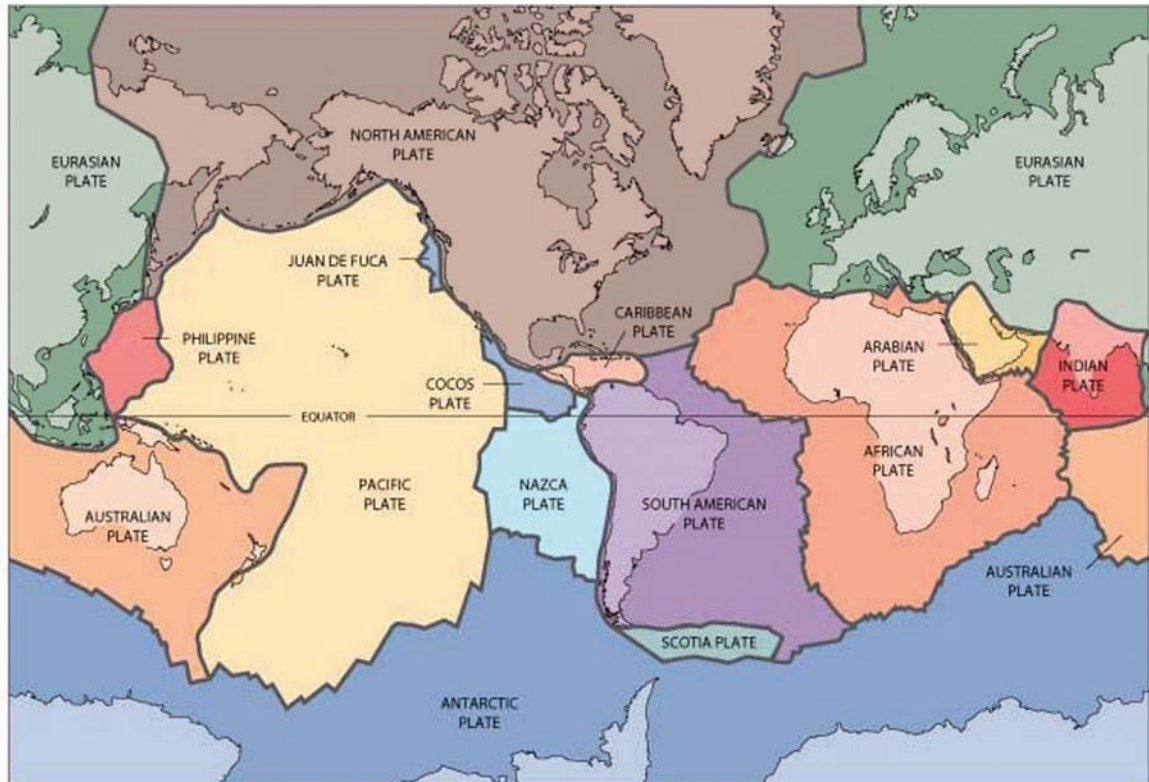 NORTH AMERICAN
PLATE
EURASIAN
PLATE
EURASIAN
PLATE
JUAN DE FUCA
PLATE
CARIBBEAN
PLATE
PHILIPPINE
PLATE
ARABIAN
PLATE
INDIAN
PLATE
COCOS
PLATE
EQUATOR
AFRICAN
PLATE
PACIFIC
PLATE
NAZCA
PLATE
SOUTH AMERICAN
PLATE
AUSTRALIAN
PLATE
AUSTRALIAN
PLATE
SCOTIA PLATE
ANTARCTIC
PLATE